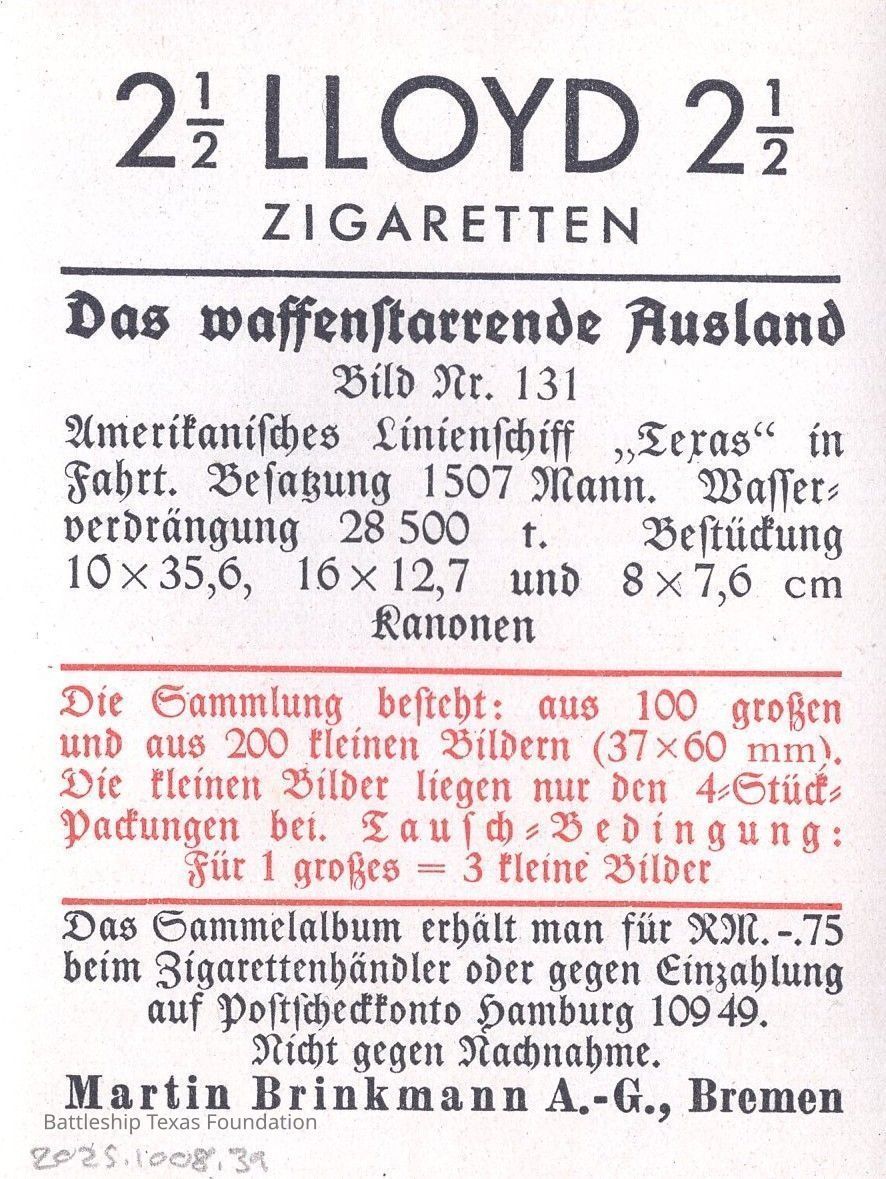 2½ LLOYD 2½
ZIGARETTEN
Das waffenſtarrende Ausland
Bild Nr. 131
Amerikaniſches Linienſchiff „Texas“ in
Fahrt. Beſatzung 1507 Mann. Waſſer-
verdrängung 28 500 t. Beſtückung
10 × 35,6, 16 × 12,7 und 8 × 7,6 cm
Kanonen
Die Sammlung beſteht: aus 100 großen
und aus 200 kleinen Bildern (37×60 mm).
Die kleinen Bilder liegen nur den 4-Stück-
Packungen bei. Tauſch-Bedingung:
Für 1 großes = 3 kleine Bilder
Das Sammelalbum erhält man für RM. -.75
beim Zigarettenhändler oder gegen Einzahlung
auf Poſtſcheckkonto Hamburg 109 49.
Nicht gegen Nachnahme.
Martin Brinkmann A.-G., Bremen
Battleship Texas Foundation
2025.1008.39